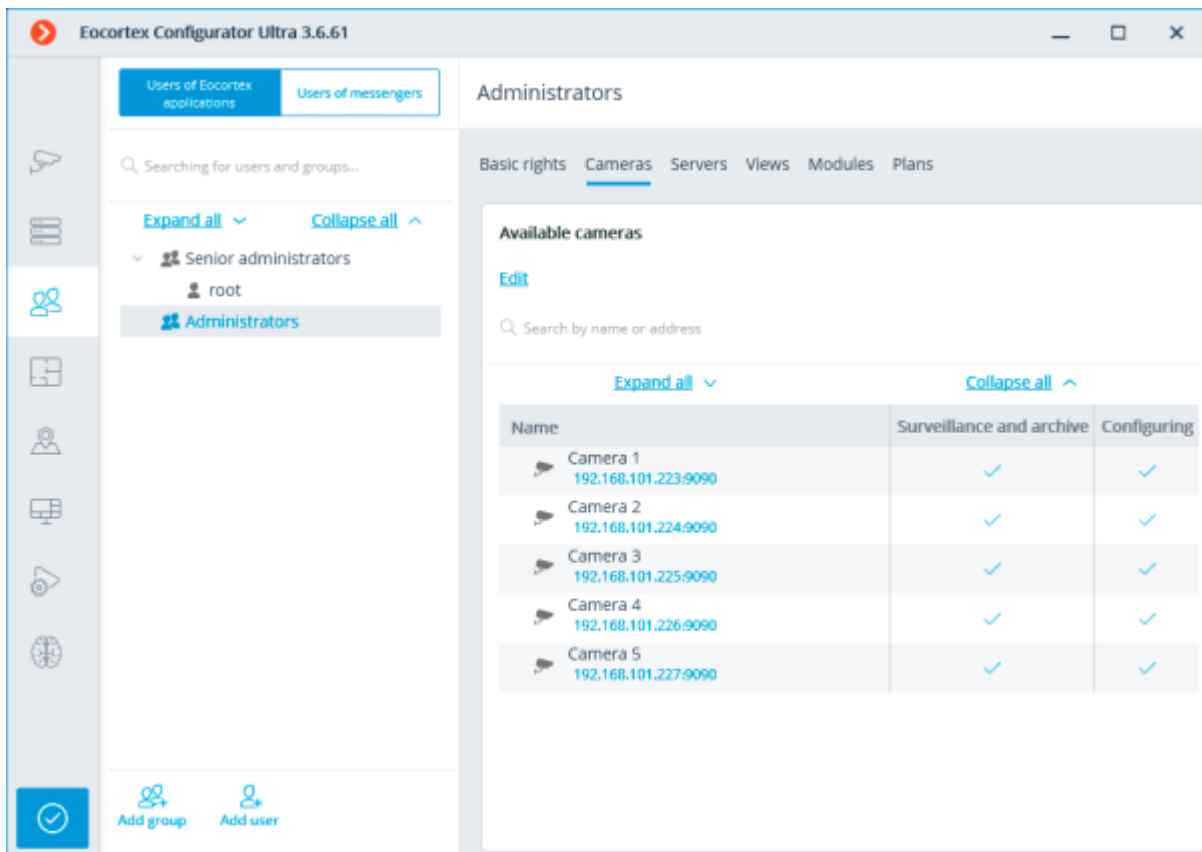 Eocortex Configurator Ultra 3.6.61
Users of Eocortex
applications
Users of messengers
Searching for users and groups...
Expand all
Collapse all
Senior administrators
root
Administrators
Add group
Add user
Administrators
Basic rights Cameras Servers Views Modules Plans
Available cameras
Edit
Search by name or address
Expand all
Collapse all
Name Surveillance and archive Configuring
Camera 1
192.168.101.223:9090
Camera 2
192.168.101.224:9090
Camera 3
192.168.101.225:9090
Camera 4
192.168.101.226:9090
Camera 5
192.168.101.227:9090